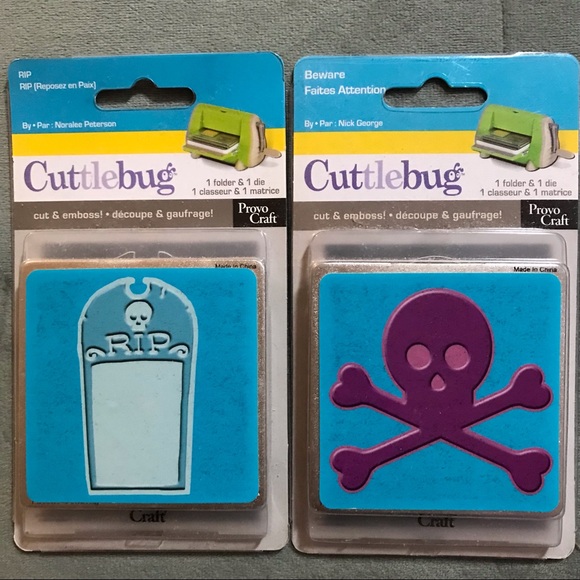 RIP
RIP (Reposez en Paix)
By • Par : Noralee Peterson
Cuttlebug
1 folder & 1 die
1 classeur & 1 matrice
cut & emboss! • découpe & gaufrage!
Provo
Craft
Made in China
RIP
Craft
Beware
Faites Attention
By • Par : Nick George
Cuttlebug
1 folder & 1 die
1 classeur & 1 matrice
cut & emboss! • découpe & gaufrage!
Provo
Craft
Made in China
Craft